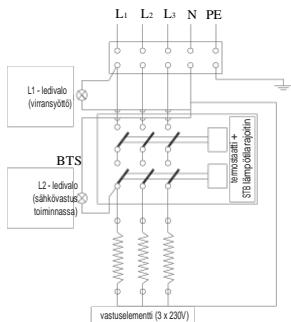 L1 L2 L3 N PE
L1 - ledivalo
(virransyöttö)
BTS
L2 - ledivalo
(sähkövastus
toiminnassa)
termostaatti +
STB lämpötilarajoitin
vastuselementti (3 x 230V)